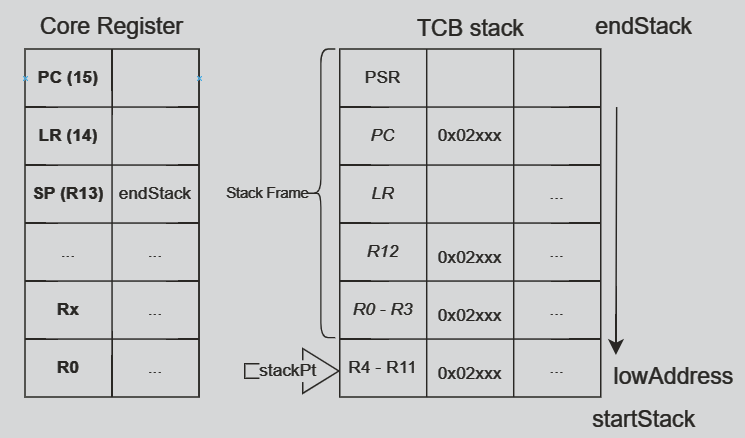 Core Register
TCB stack
endStack
PC (15)
PSR
LR (14)
PC 0x02xxx
SP (R13) endStack
Stack Frame
LR ...
... ...
R12 0x02xxx
Rx ...
R0 - R3 0x02xxx ...
R0 ...
stackPt
R4 - R11 0x02xxx ...
lowAddress
startStack